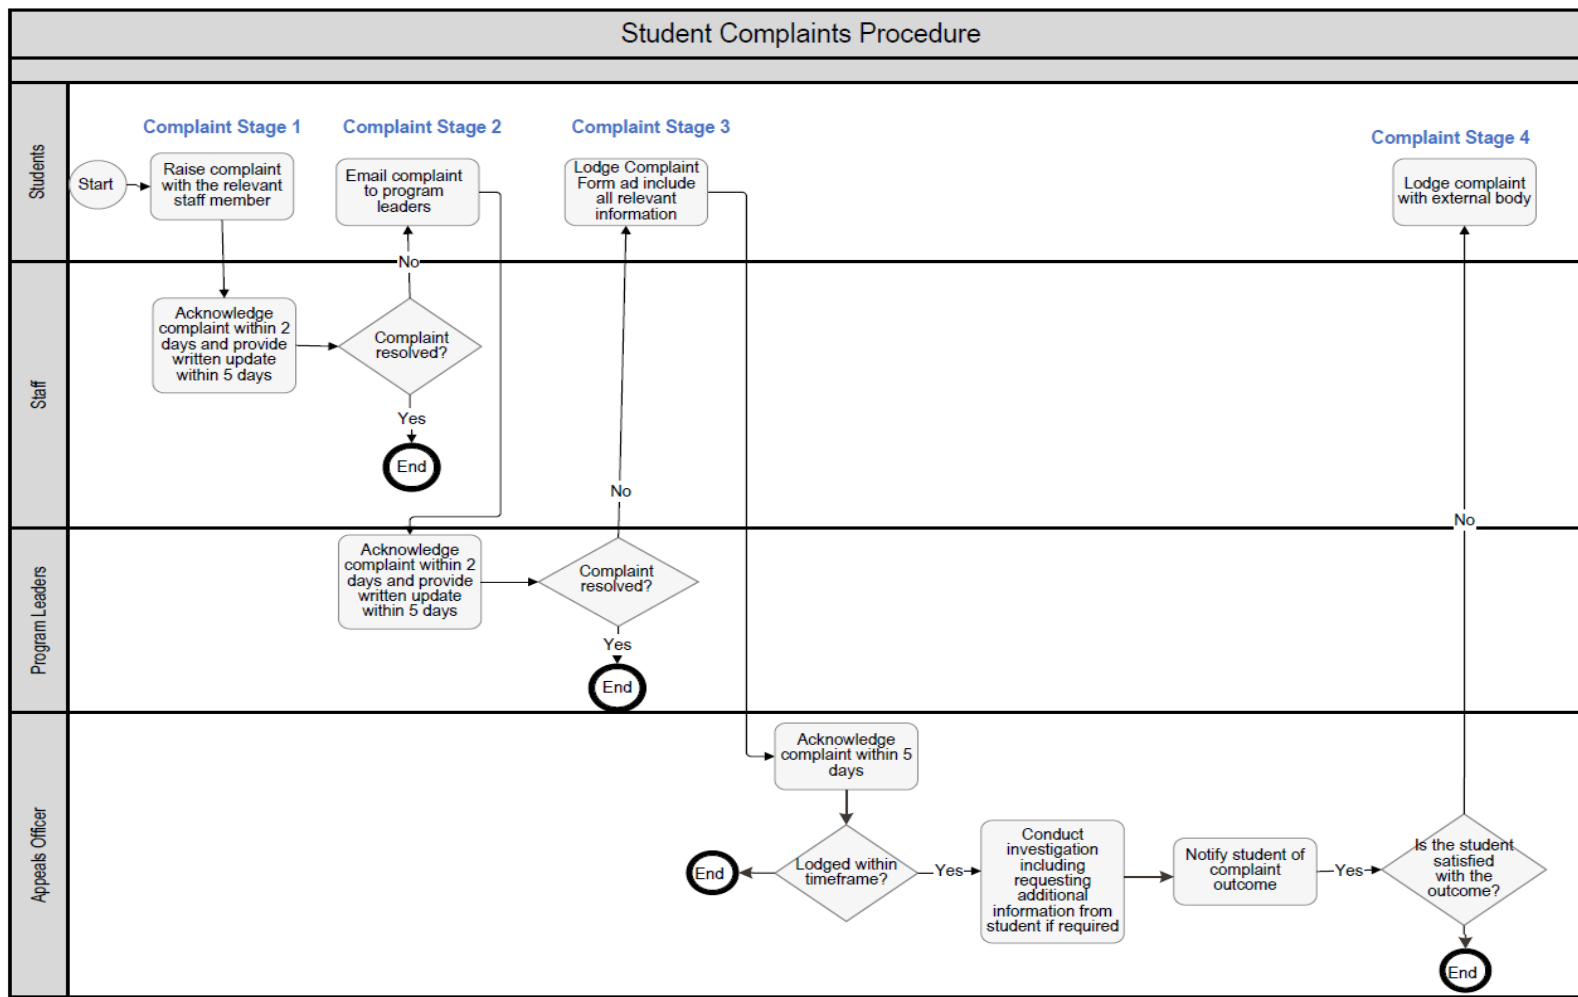 Student Complaints Procedure
Students
Complaint Stage 1
Complaint Stage 2
Complaint Stage 3
Complaint Stage 4
Start
Raise complaint
with the relevant
staff member
Email complaint
to program
leaders
Lodge Complaint
Form ad include
all relevant
information
Lodge complaint
with external body
No
Staff
Acknowledge
complaint within 2
days and provide
written update
within 5 days
Complaint
resolved?
Yes
End
No
No
Program Leaders
Acknowledge
complaint within 2
days and provide
written update
within 5 days
Complaint
resolved?
Yes
End
Appeals Officer
Acknowledge
complaint within 5
days
End
Lodged within
timeframe?
Yes
Conduct
investigation
including
requesting
additional
information from
student if required
Notify student of
complaint
outcome
Yes
Is the student
satisfied
with the
outcome?
End